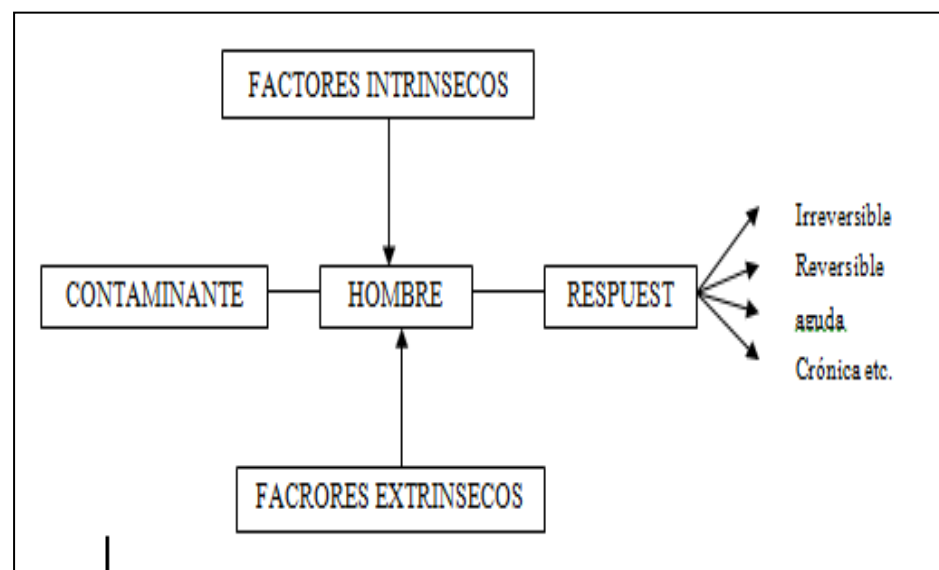 FACTORES INTRINSECOS
CONTAMINANTE
HOMBRE
RESPUEST
Irreversible
Reversible
aguda
Crónica etc.
FACRORES EXTRINSECOS